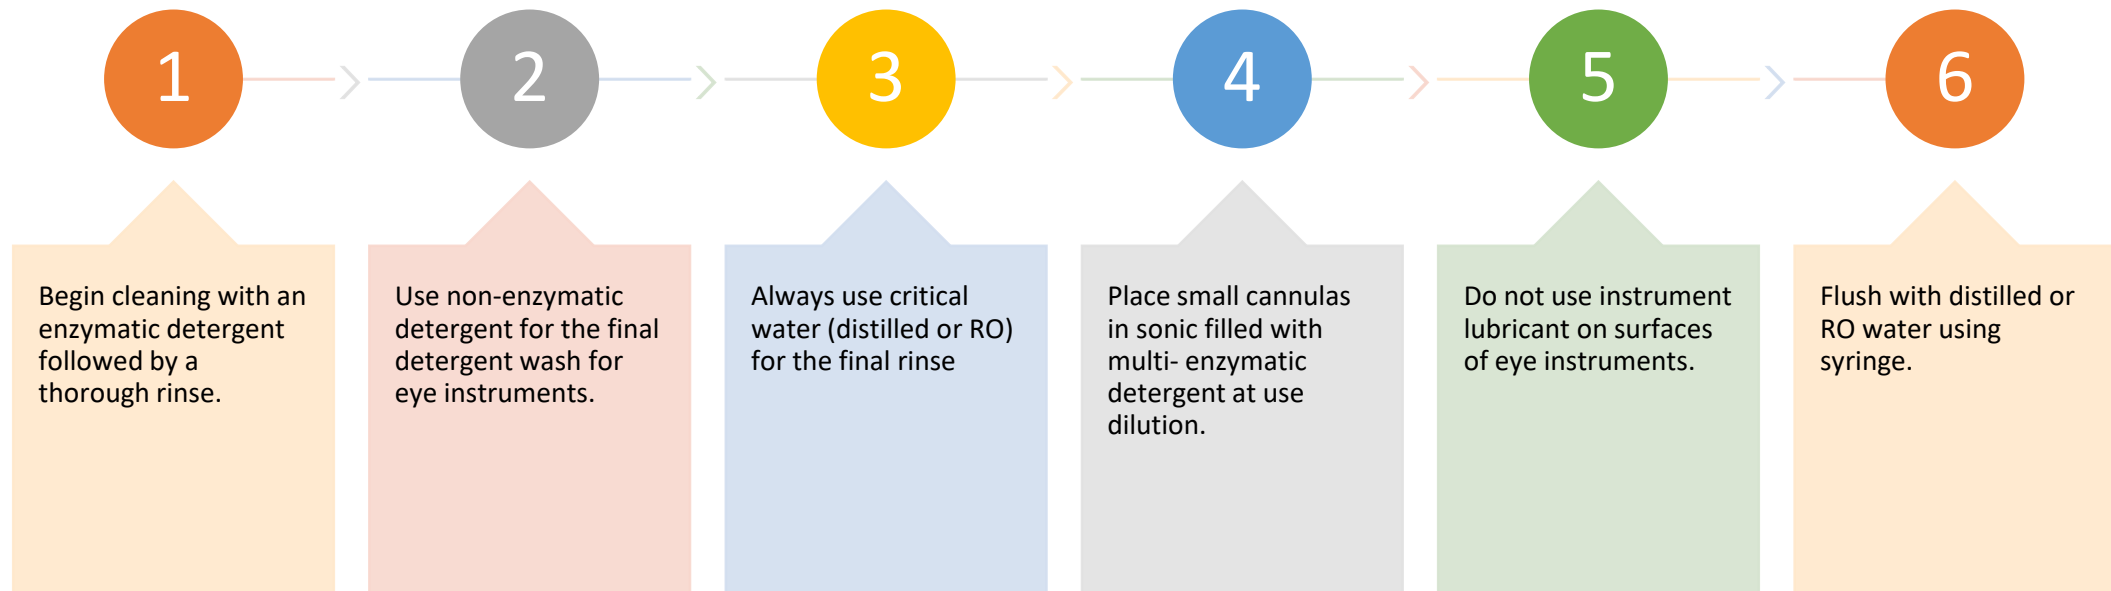 1
2
3
4
5
6
Begin cleaning with an
enzymatic detergent
followed by a
thorough rinse.
Use non-enzymatic
detergent for the final
detergent wash for
eye instruments.
Always use critical
water (distilled or RO)
for the final rinse
Place small cannulas
in sonic filled with
multi- enzymatic
detergent at use
dilution.
Do not use instrument
lubricant on surfaces
of eye instruments.
Flush with distilled or
RO water using
syringe.